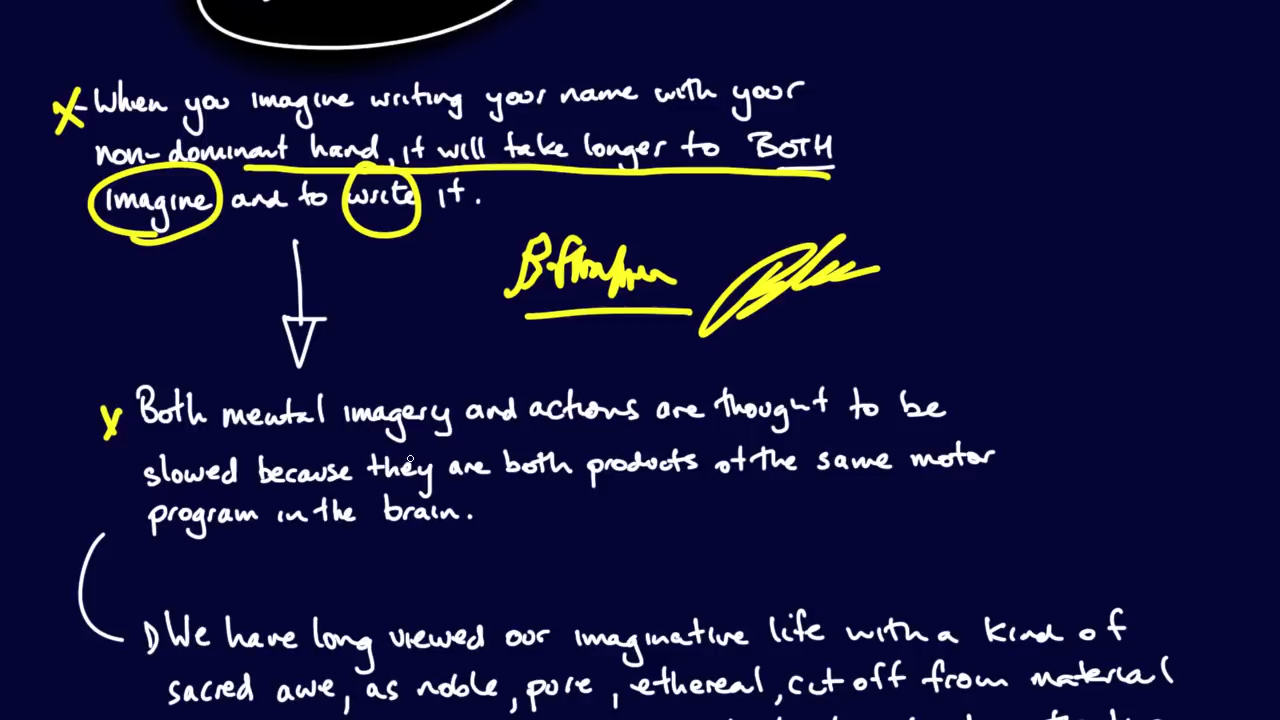 When you imagine writing your name with your
non-dominant hand, it will take longer to BOTH
imagine and to write it.
Both mental imagery and actions are thought to be
slowed because they are both products of the same motor
program in the brain.
1) We have long viewed our imaginative life with a kind of
sacred awe, as noble, pure, ethereal, cut off from material